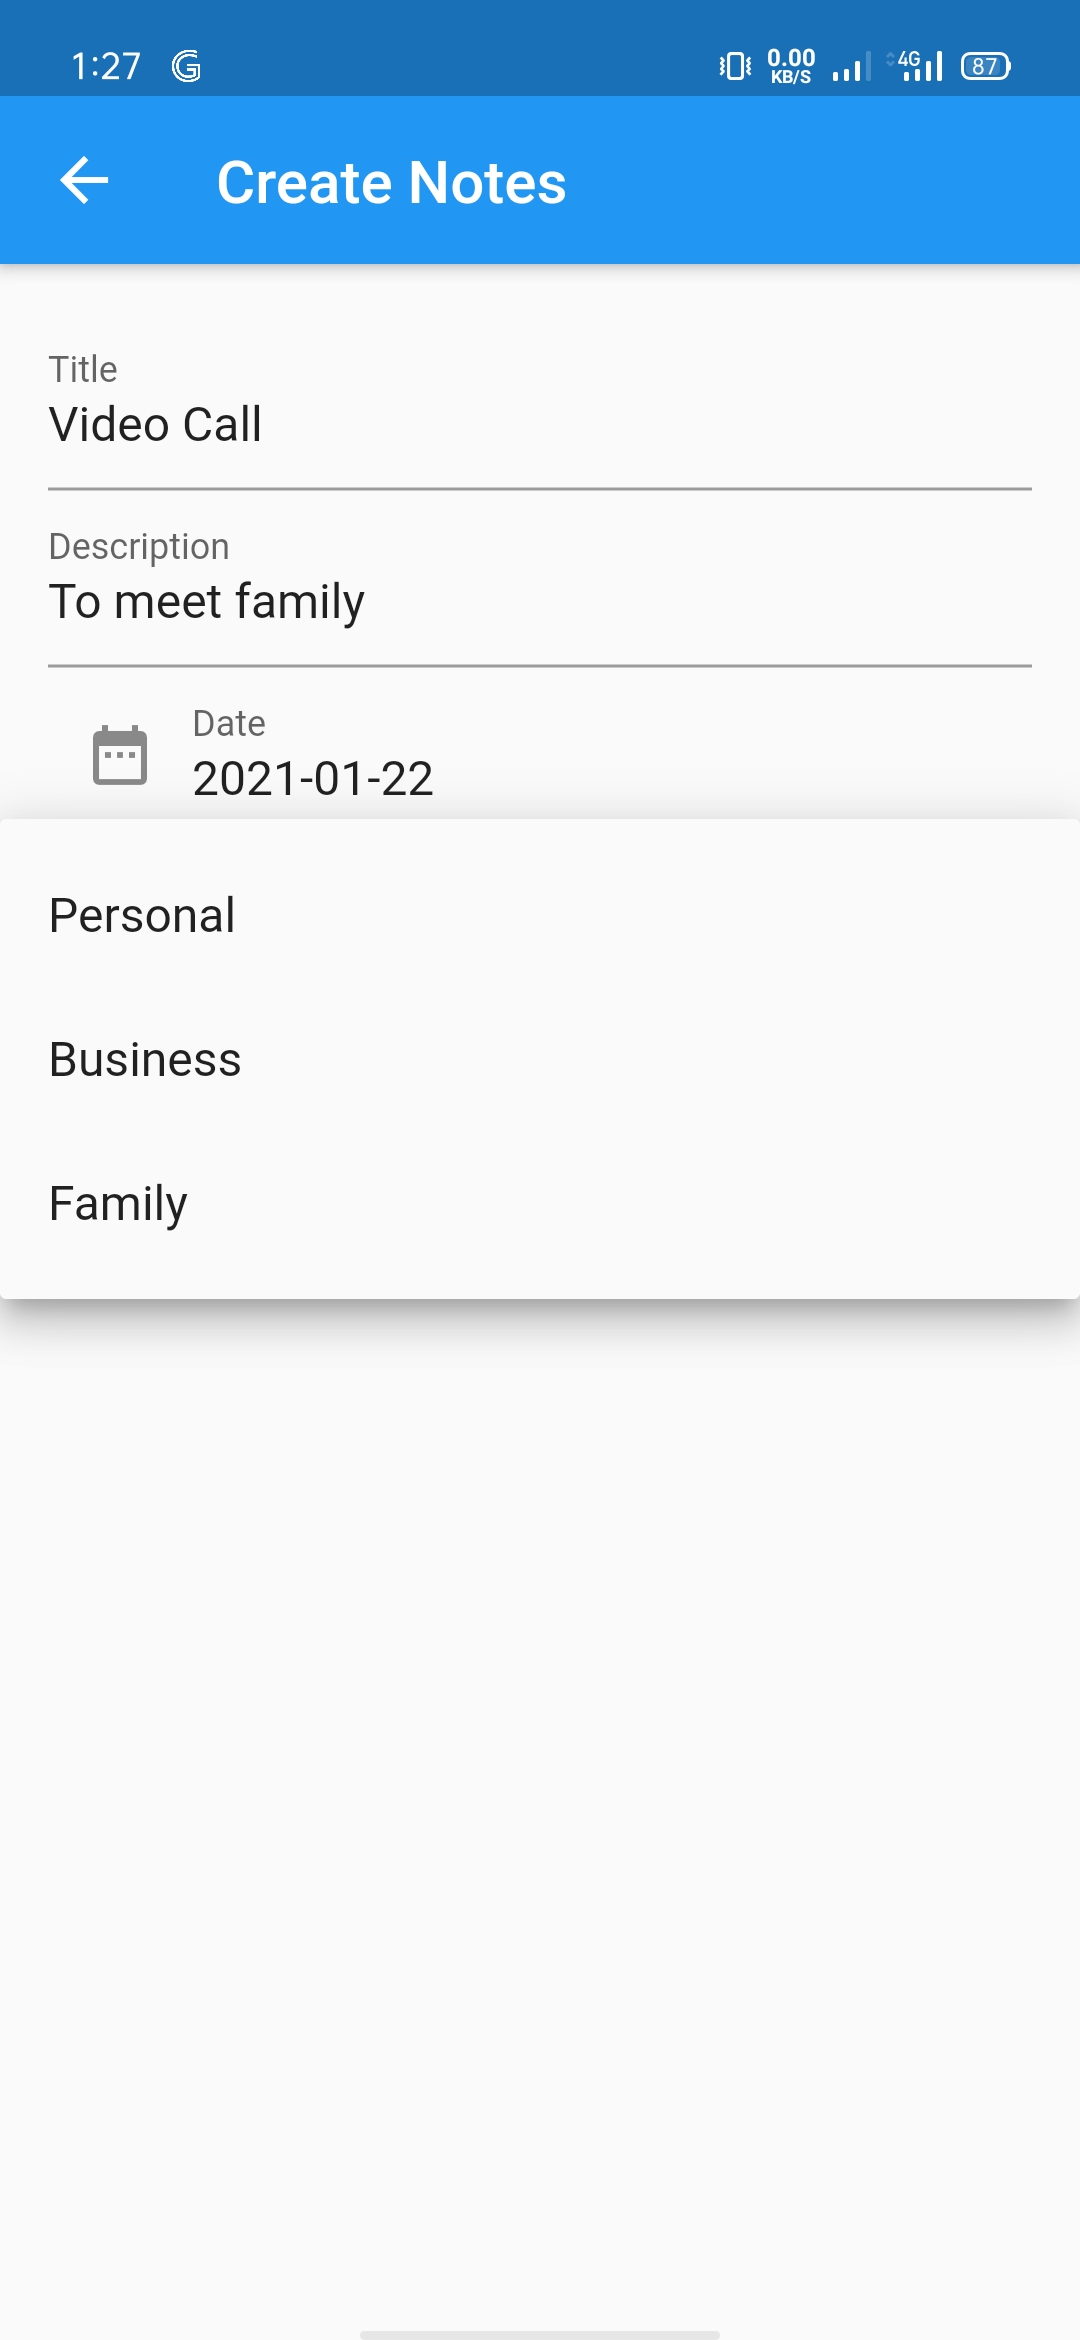 1:27 G 0.00 KB/S 4G 87
Create Notes
Title
Video Call
Description
To meet family
Date
2021-01-22
Personal
Business
Family